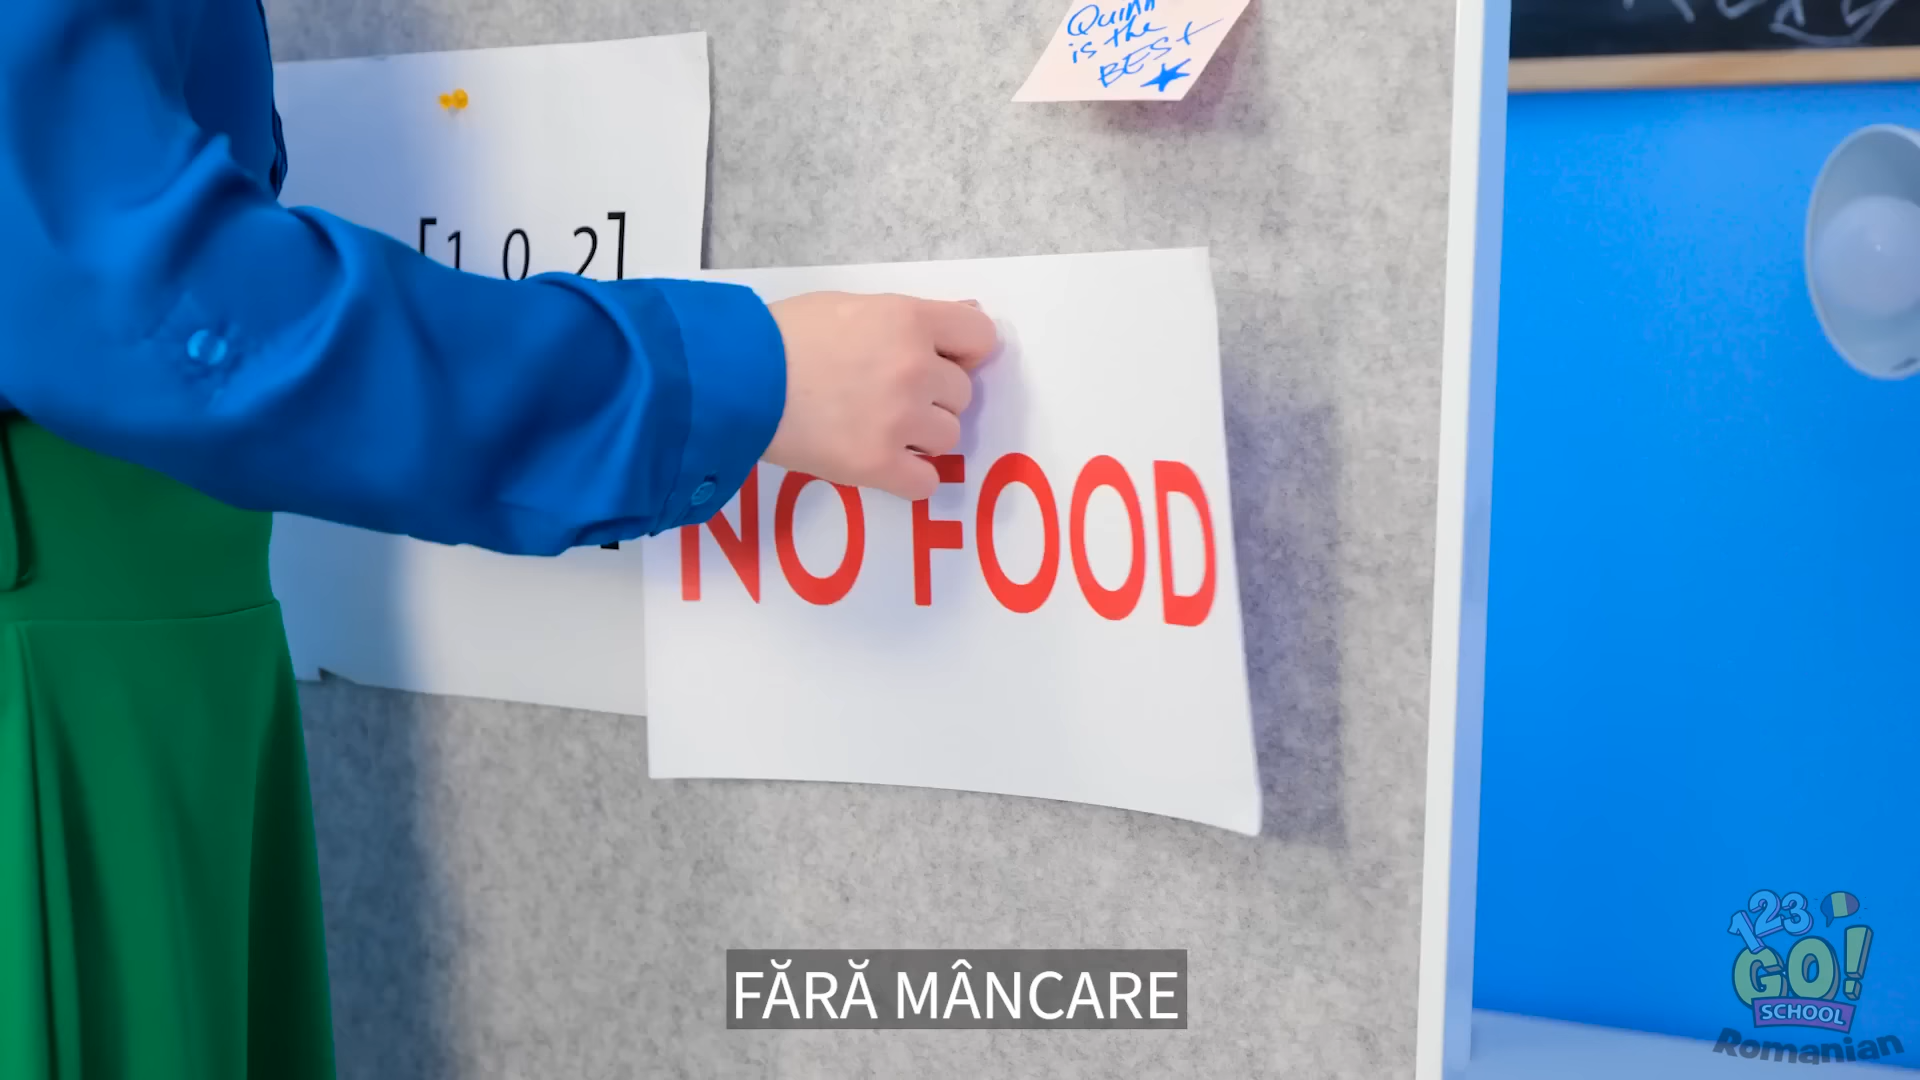 Quinn
is the
BEST
[1 0 2]
NO FOOD
FĂRĂ MÂNCARE
123
GO!
SCHOOL
Romanian